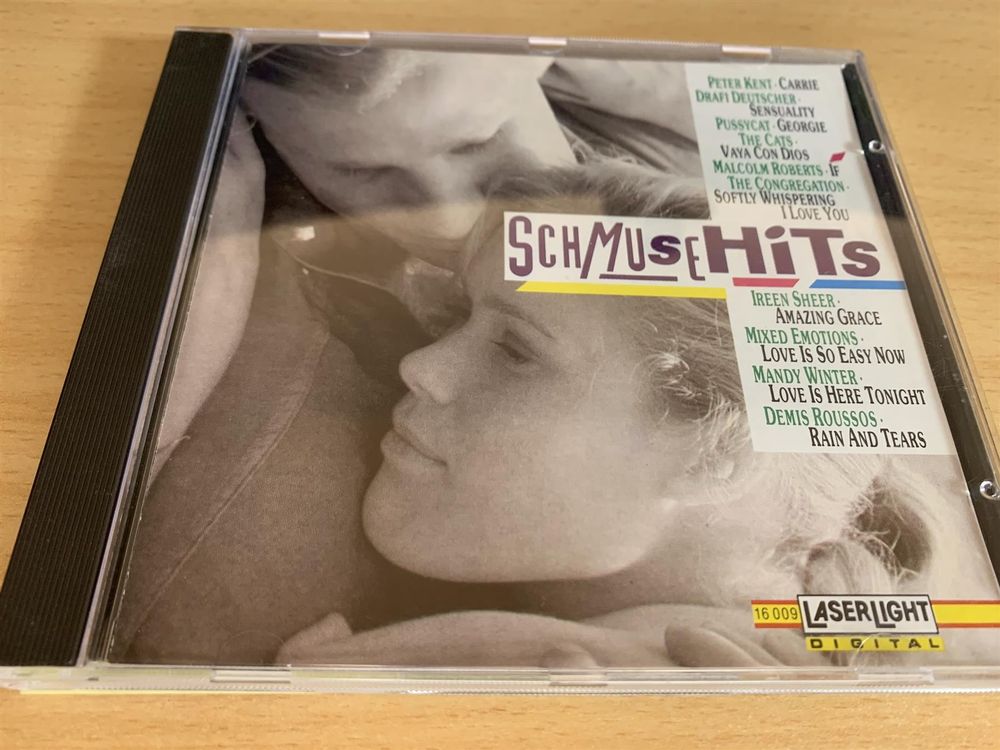 PETER KENT · CARRIE
DRAFI DEUTSCHER ·
SENSUALITY
PUSSYCAT · GEORGIE
THE CATS ·
VAYA CON DIOS
MALCOLM ROBERTS · IF
THE CONGREGATION ·
SOFTLY WHISPERING
I LOVE YOU
SCHMUSEHiTS
IREEN SHEER ·
AMAZING GRACE
MIXED EMOTIONS ·
LOVE IS SO EASY NOW
MANDY WINTER ·
LOVE IS HERE TONIGHT
DEMIS ROUSSOS ·
RAIN AND TEARS
16 009
LASERLIGHT
DIGITAL